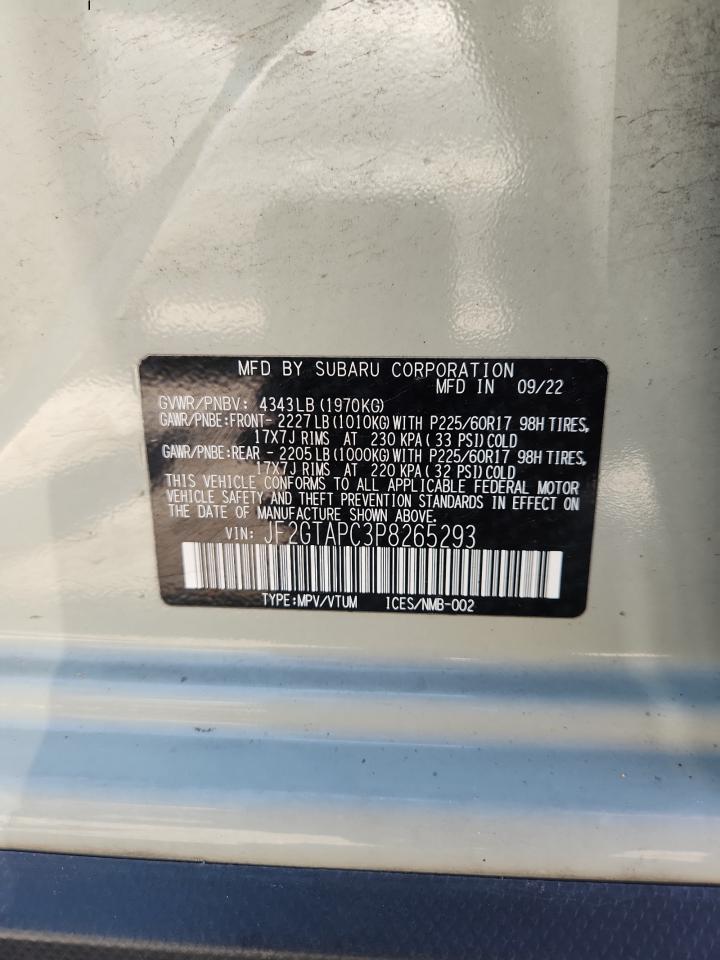 MFD BY SUBARU CORPORATION
MFD IN 09/22
GVWR/PNBV: 4343LB (1970KG)
GAWR/PNBE:FRONT- 2227LB (1010KG) WITH P225/60R17 98H TIRES,
17X7J RIMS AT 230 KPA ( 33 PSI) COLD
GAWR/PNBE:REAR - 2205LB (1000KG) WITH P225/60R17 98H TIRES,
17X7J RIMS AT 220 KPA ( 32 PSI) COLD
THIS VEHICLE CONFORMS TO ALL APPLICABLE FEDERAL MOTOR
VEHICLE SAFETY AND THEFT PREVENTION STANDARDS IN EFFECT ON
THE DATE OF MANUFACTURE SHOWN ABOVE.
VIN: JF2GTAPC3P8265293
TYPE:MPV/VTUM ICES/NMB-002